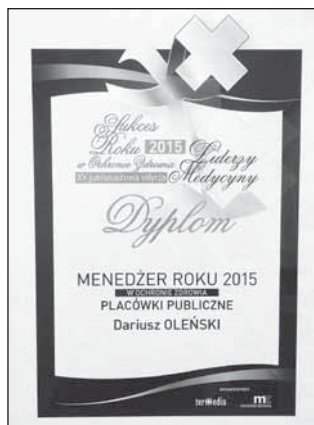 Sukces
Roku 2015
w Ochronie Zdrowia
Liderzy
XV jubileuszowa edycja Medycyny
Dyplom
MENEDŻER ROKU 2015
W OCHRONIE ZDROWIA
PLACÓWKI PUBLICZNE
Dariusz OLEŃSKI
termedia mz